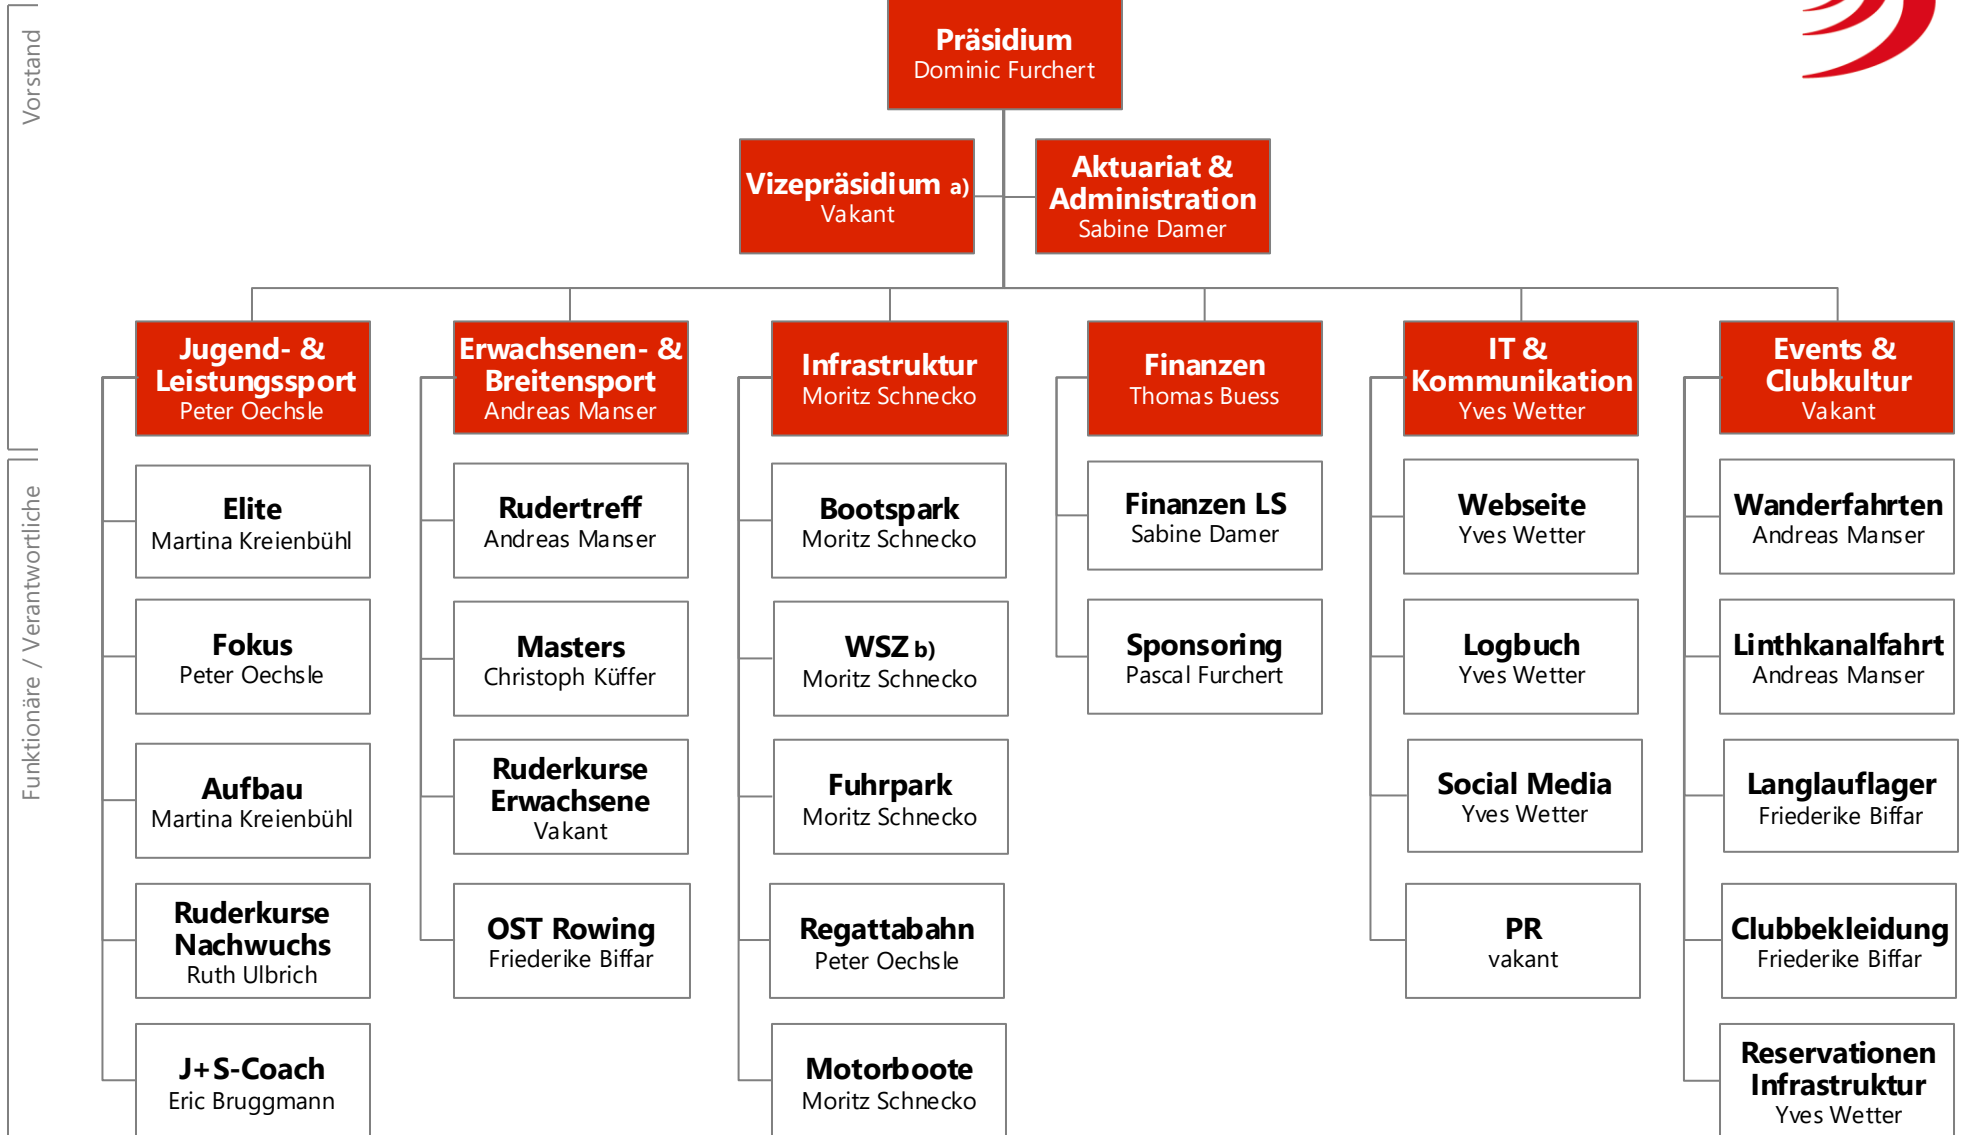 Vorstand
Präsidium
Dominic Furchert
Vizepräsidium a)
Vakant
Aktuariat &
Administration
Sabine Damer
Jugend- &
Leistungssport
Peter Oechsle
Erwachsenen- &
Breitensport
Andreas Manser
Infrastruktur
Moritz Schnecko
Finanzen
Thomas Buess
IT &
Kommunikation
Yves Wetter
Events &
Clubkultur
Vakant
Funktionäre / Verantwortliche
Elite
Martina Kreienbühl
Fokus
Peter Oechsle
Aufbau
Martina Kreienbühl
Ruderkurse
Nachwuchs
Ruth Ulbrich
J+S-Coach
Eric Bruggmann
Rudertreff
Andreas Manser
Masters
Christoph Küffer
Ruderkurse
Erwachsene
Vakant
OST Rowing
Friederike Biffar
Bootspark
Moritz Schnecko
WSZ b)
Moritz Schnecko
Fuhrpark
Moritz Schnecko
Regattabahn
Peter Oechsle
Motorboote
Moritz Schnecko
Finanzen LS
Sabine Damer
Sponsoring
Pascal Furchert
Webseite
Yves Wetter
Logbuch
Yves Wetter
Social Media
Yves Wetter
PR
vakant
Wanderfahrten
Andreas Manser
Linthkanalfahrt
Andreas Manser
Langlauflager
Friederike Biffar
Clubbekleidung
Friederike Biffar
Reservationen
Infrastruktur
Yves Wetter